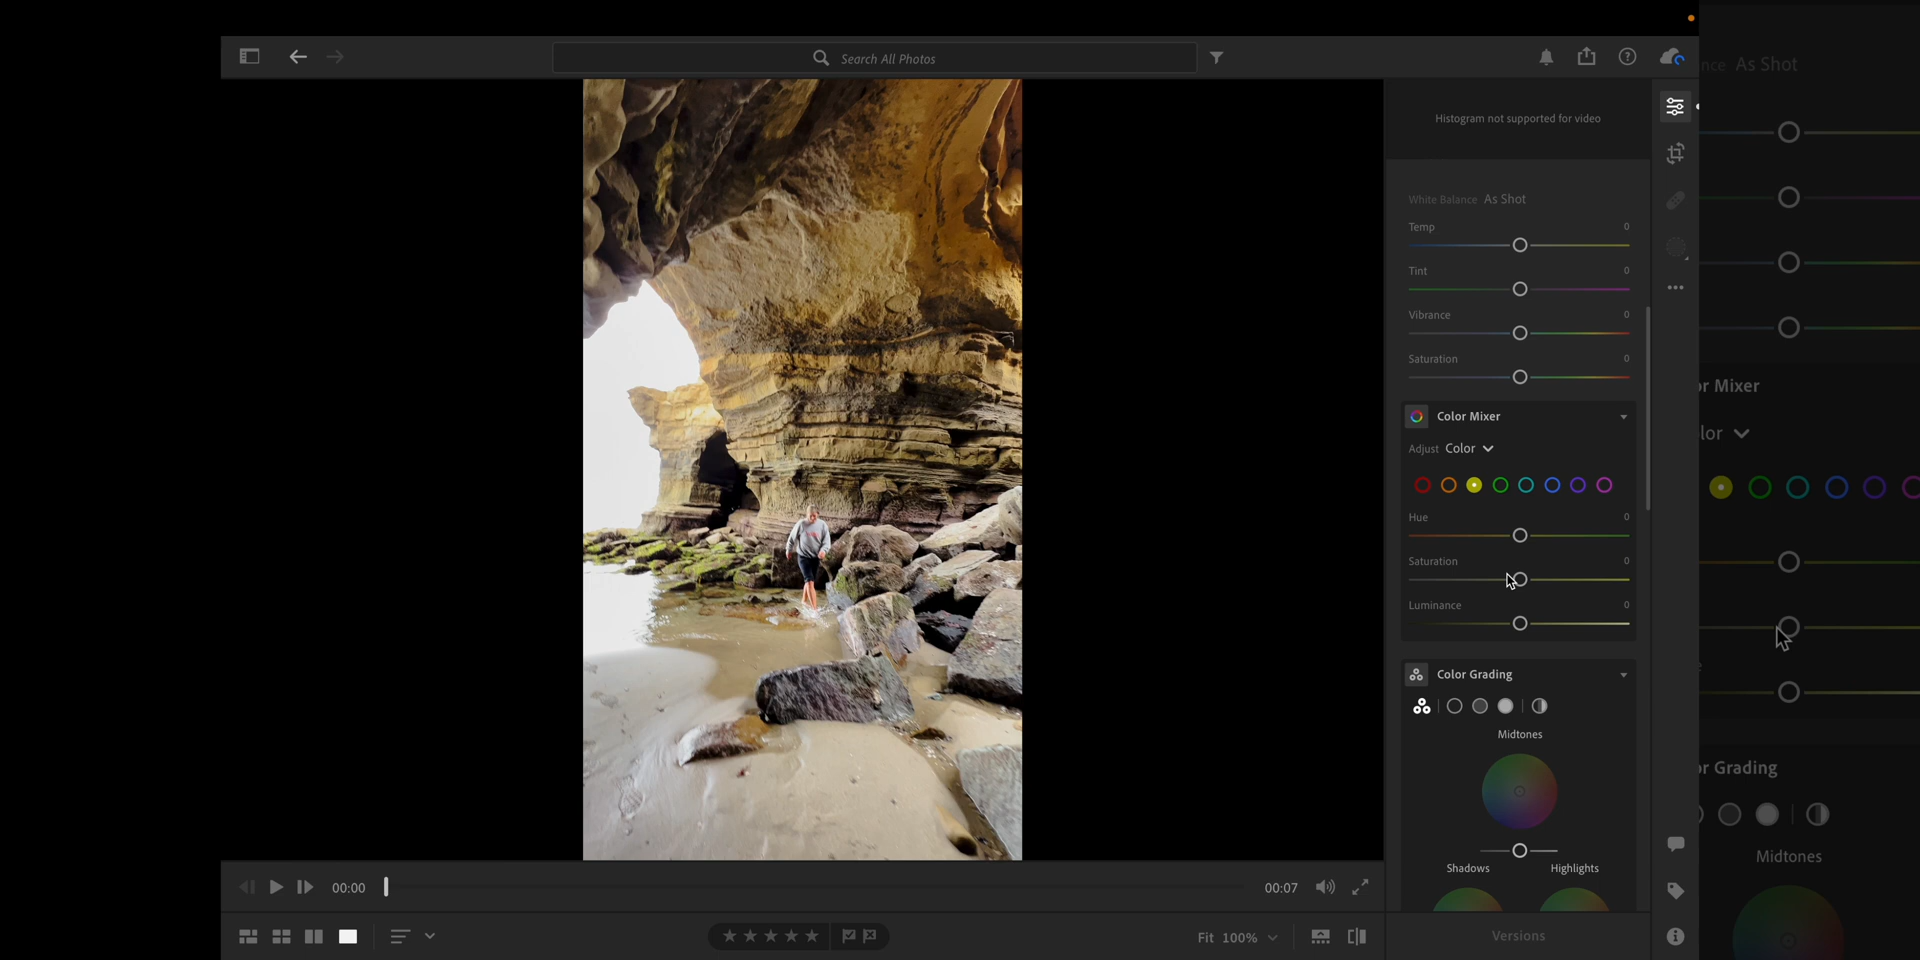 Search All Photos
Histogram not supported for video
White Balance As Shot
Temp 0
Tint 0
Vibrance 0
Saturation 0
Color Mixer
Adjust Color
Hue 0
Saturation 0
Luminance 0
Color Grading
Midtones
Shadows Highlights
00:00
00:07
Fit 100%
Versions
nce As Shot
or Mixer
lor
r Grading
Midtones